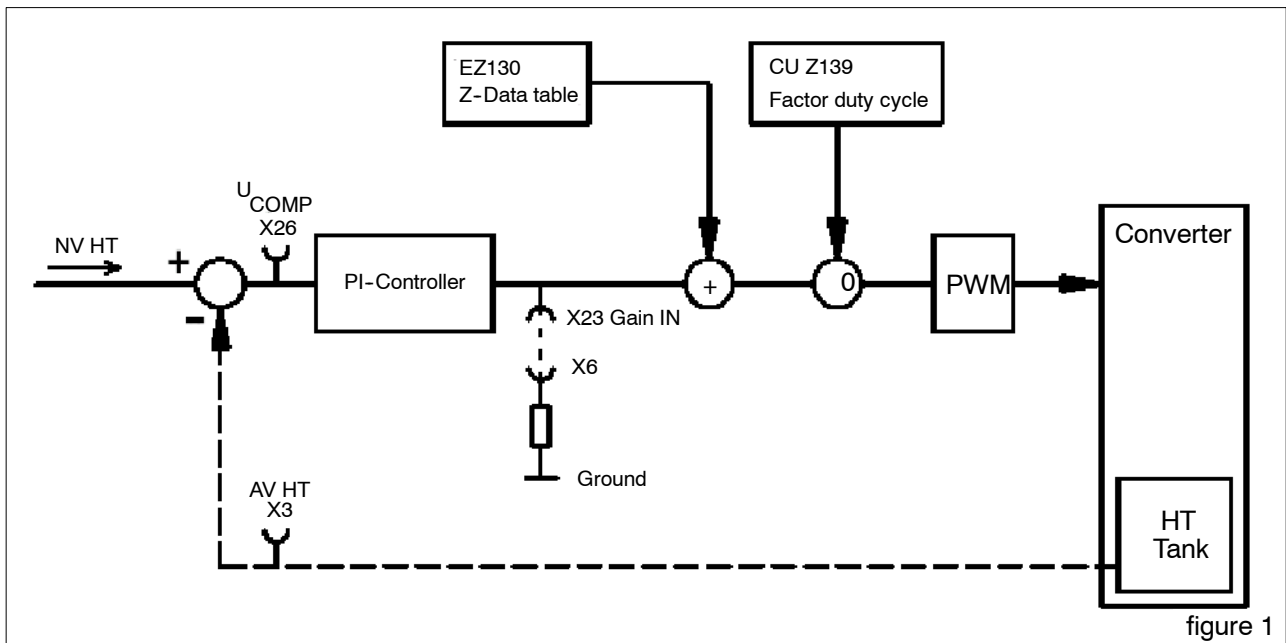 EZ130
Z-Data table
CU Z139
Factor duty cycle
U
COMP
X26
NV HT
+
-
PI-Controller
+
0
PWM
Converter
X23 Gain IN
X6
Ground
AV HT
X3
HT
Tank
figure 1